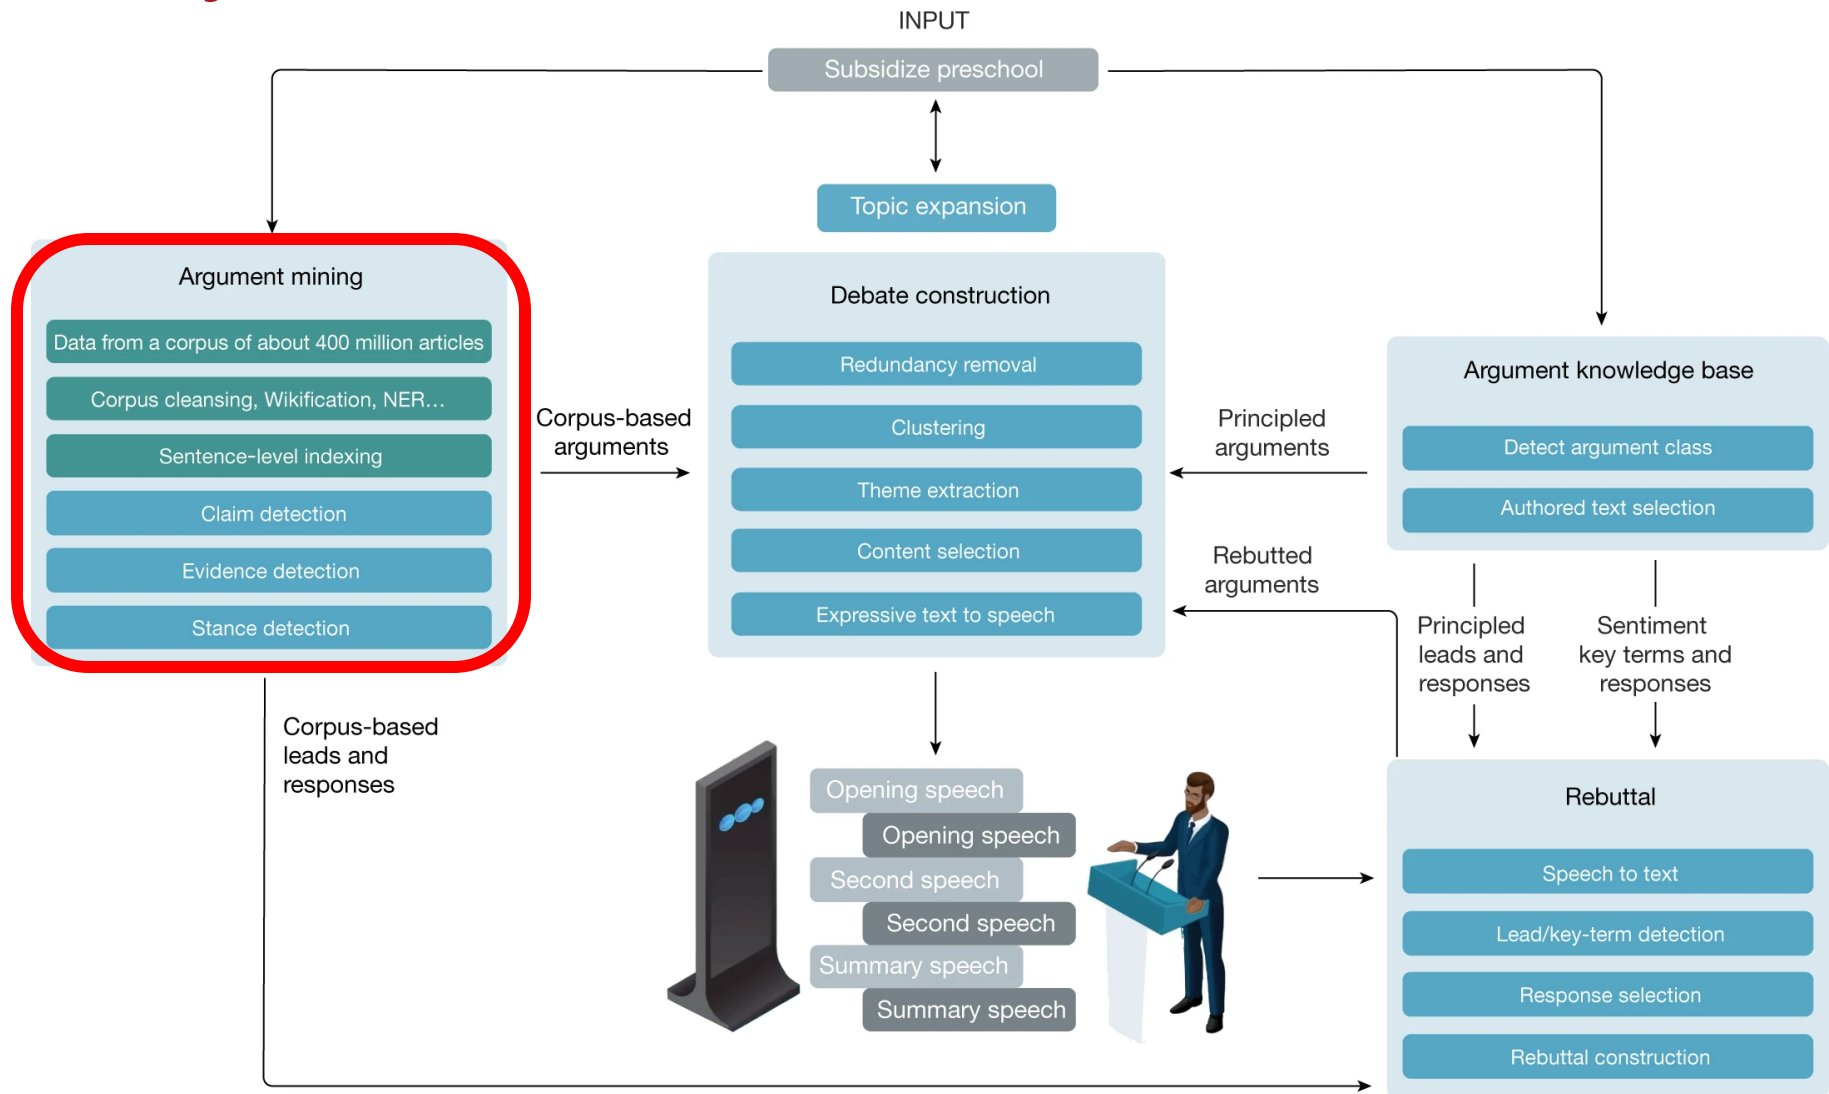 INPUT
Subsidize preschool
Topic expansion
Argument mining
Data from a corpus of about 400 million articles
Corpus cleansing, Wikification, NER...
Sentence-level indexing
Claim detection
Evidence detection
Stance detection
Corpus-based
arguments
Corpus-based
leads and
responses
Debate construction
Redundancy removal
Clustering
Theme extraction
Content selection
Expressive text to speech
Principled
arguments
Rebutted
arguments
Argument knowledge base
Detect argument class
Authored text selection
Principled
leads and
responses
Sentiment
key terms and
responses
Opening speech
Opening speech
Second speech
Second speech
Summary speech
Summary speech
Rebuttal
Speech to text
Lead/key-term detection
Response selection
Rebuttal construction